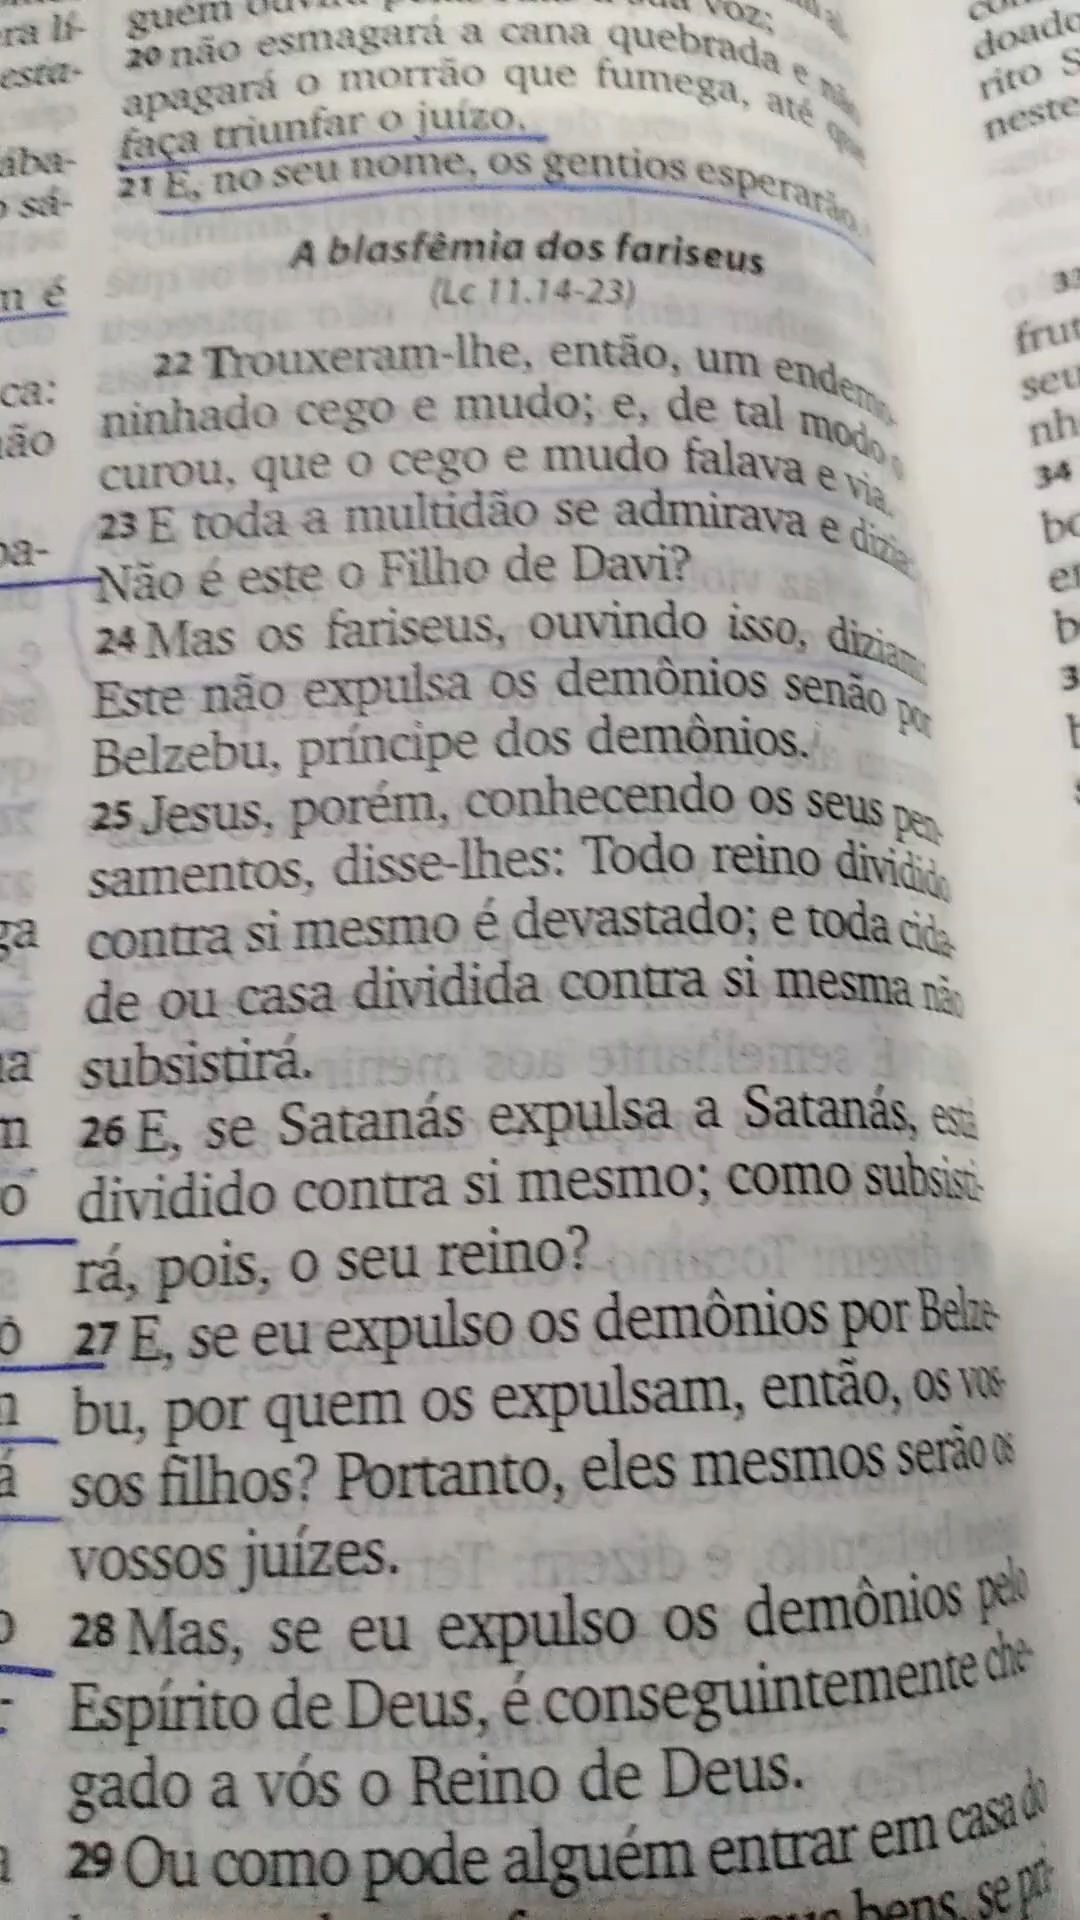 20 não esmagará a cana quebrada e não
apagará o morrão que fumega, até que
faça triunfar o juízo.
21 E, no seu nome, os gentios esperarão.
A blasfêmia dos fariseus
(Lc 11.14-23)
22 Trouxeram-lhe, então, um endemo-
ninhado cego e mudo; e, de tal modo o
curou, que o cego e mudo falava e via.
23 E toda a multidão se admirava e dizia:
Não é este o Filho de Davi?
24 Mas os fariseus, ouvindo isso, diziam:
Este não expulsa os demônios senão por
Belzebu, príncipe dos demônios.
25 Jesus, porém, conhecendo os seus pen-
samentos, disse-lhes: Todo reino dividido
contra si mesmo é devastado; e toda cida-
de ou casa dividida contra si mesma não
subsistirá.
26 E, se Satanás expulsa a Satanás, está
dividido contra si mesmo; como subsisti-
rá, pois, o seu reino?
27 E, se eu expulso os demônios por Belze-
bu, por quem os expulsam, então, os vos-
sos filhos? Portanto, eles mesmos serão os
vossos juízes.
28 Mas, se eu expulso os demônios pelo
Espírito de Deus, é conseguintemente che-
gado a vós o Reino de Deus.
29 Ou como pode alguém entrar em casa do
bens, se pri-